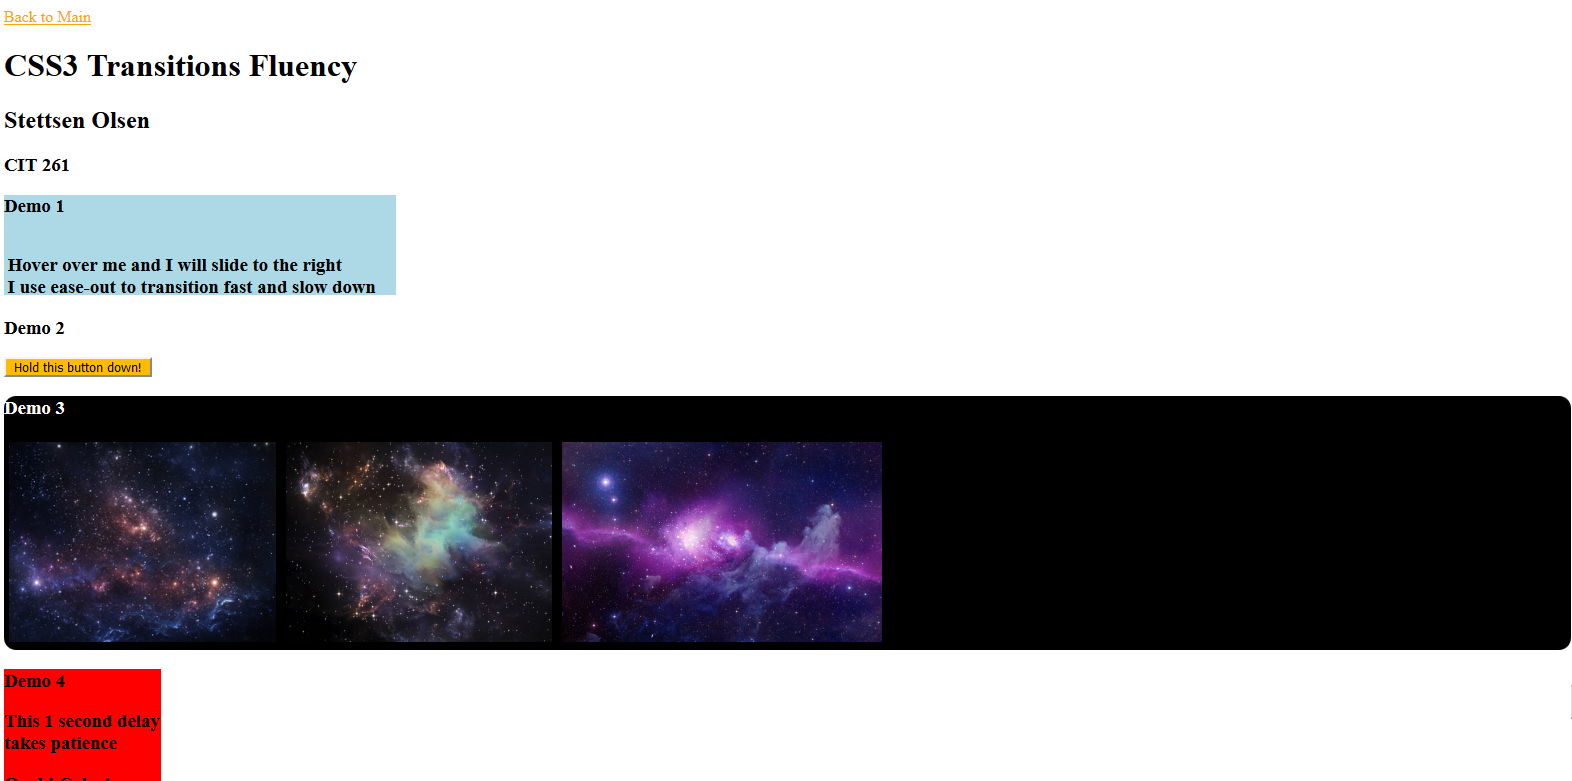 Back to Main
CSS3 Transitions Fluency
Stettsen Olsen
CIT 261
Demo 1
Hover over me and I will slide to the right
I use ease-out to transition fast and slow down
Demo 2
Hold this button down!
Demo 3
Demo 4
This 1 second delay
takes patience